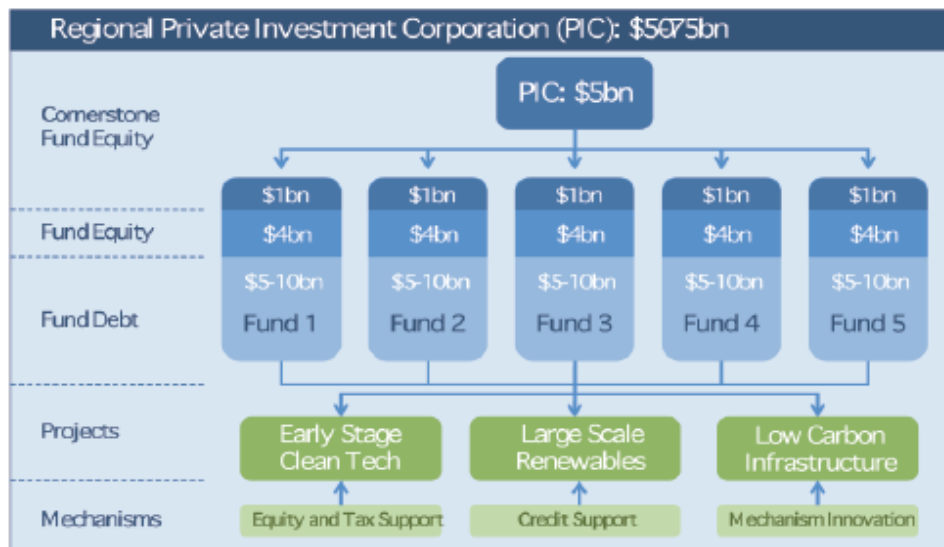 Regional Private Investment Corporation (PIC): $50-75bn
PIC: $5bn
Cornerstone
Fund Equity
$1bn $1bn $1bn $1bn $1bn
Fund Equity $4bn $4bn $4bn $4bn $4bn
$5-10bn $5-10bn $5-10bn $5-10bn $5-10bn
Fund Debt Fund 1 Fund 2 Fund 3 Fund 4 Fund 5
Projects
Early Stage
Clean Tech
Large Scale
Renewables
Low Carbon
Infrastructure
Mechanisms Equity and Tax Support Credit Support Mechanism Innovation